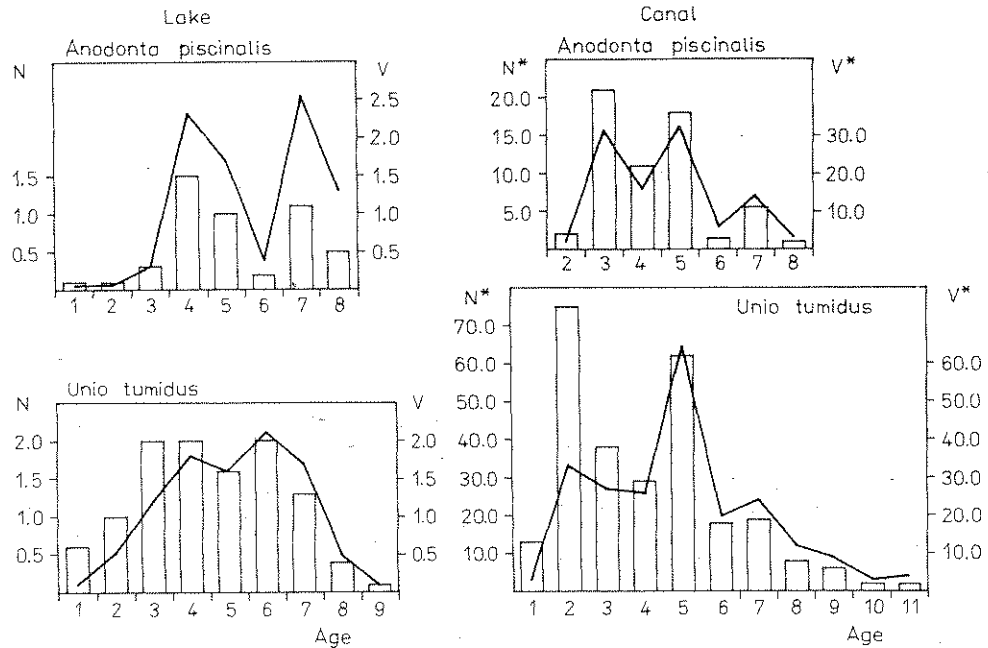 Lake
Anodonta piscinalis
N
V
2.5
2.0
1.5
1.0
0.5
1.5
1.0
0.5
1 2 3 4 5 6 7 8
Canal
Anodonta piscinalis
N*
V*
20.0
15.0
10.0
5.0
30.0
20.0
10.0
2 3 4 5 6 7 8
Unio tumidus
N
V
2.0
1.5
1.0
0.5
2.0
1.5
1.0
0.5
1 2 3 4 5 6 7 8 9
Age
N*
Unio tumidus
V*
70.0
60.0
50.0
40.0
30.0
20.0
10.0
60.0
50.0
40.0
30.0
20.0
10.0
1 2 3 4 5 6 7 8 9 10 11
Age